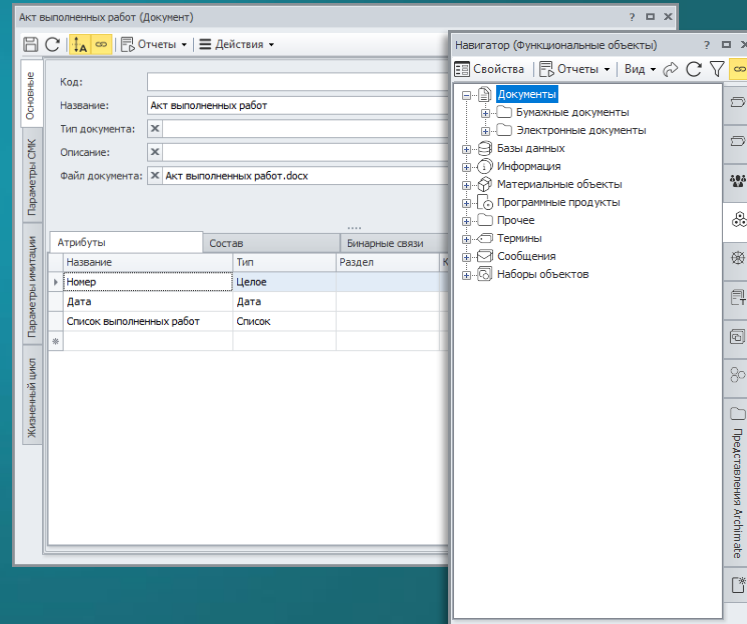 Акт выполненных работ (Документ)
Отчеты
Действия
Основные
Параметры СМК
Параметры имитации
Жизненный цикл
Код:
Название: Акт выполненных работ
Тип документа:
Описание:
Файл документа: Акт выполненных работ.docx
Атрибуты Состав Бинарные связи
Название Тип Раздел К
Номер Целое
Дата Дата
Список выполненных работ Список
Навигатор (Функциональные объекты)
Свойства Отчеты Вид
Документы
Бумажные документы
Электронные документы
Базы данных
Информация
Материальные объекты
Программные продукты
Прочее
Термины
Сообщения
Наборы объектов
Представления Archimate